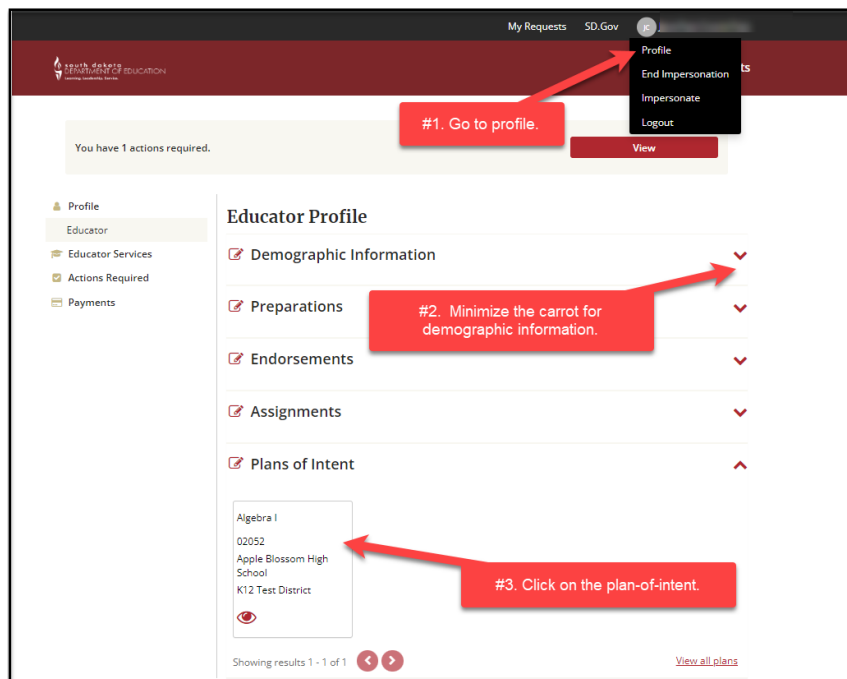 My Requests SD.Gov JC
Profile
End Impersonation
Impersonate
Logout
south dakota
DEPARTMENT OF EDUCATION
Learning. Leadership. Service.
ts
#1. Go to profile.
You have 1 actions required.
View
Profile
Educator
Educator Services
Actions Required
Payments
Educator Profile
Demographic Information
#2. Minimize the carrot for
demographic information.
Preparations
Endorsements
Assignments
Plans of Intent
Algebra I
02052
Apple Blossom High
School
K12 Test District
#3. Click on the plan-of-intent.
Showing results 1 - 1 of 1
View all plans